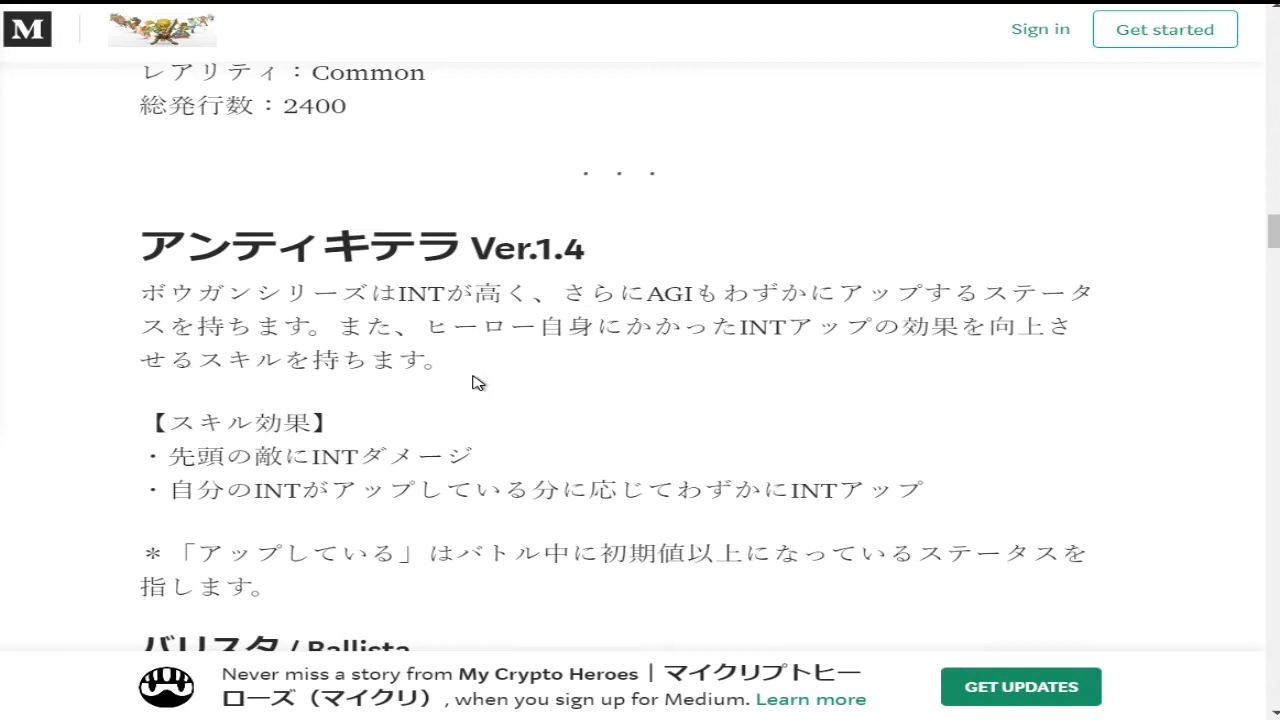 M
Sign in
Get started
レアリティ：Common
総発行数：2400
. . .
アンティキテラ Ver.1.4
ボウガンシリーズはINTが高く、さらにAGIもわずかにアップするステータ
スを持ちます。また、ヒーロー自身にかかったINTアップの効果を向上さ
せるスキルを持ちます。
【スキル効果】
・先頭の敵にINTダメージ
・自分のINTがアップしている分に応じてわずかにINTアップ
＊「アップしている」はバトル中に初期値以上になっているステータスを
指します。
バリスタ / Ballista
Never miss a story from My Crypto Heroes | マイクリプトヒー
ローズ（マイクリ）, when you sign up for Medium. Learn more
GET UPDATES